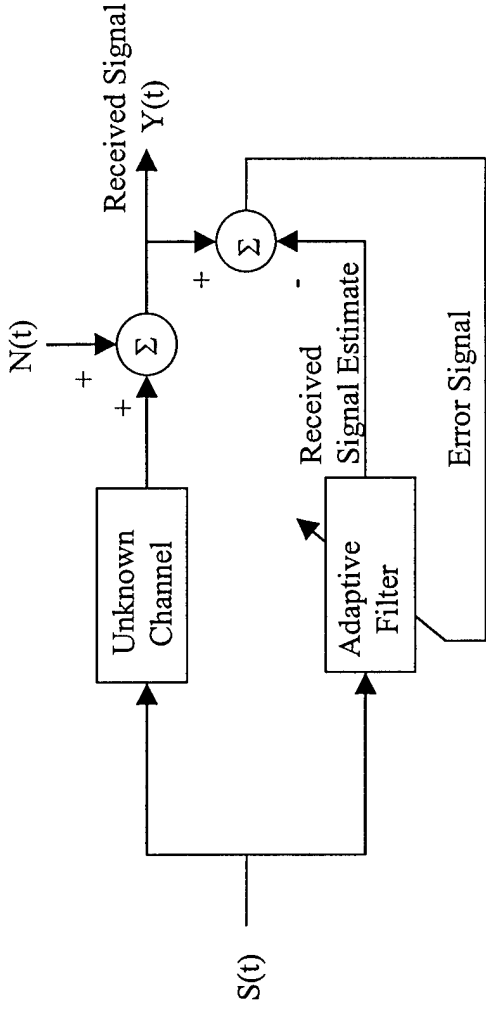 S(t)
Unknown
Channel
N(t)
+
+
Σ
Received Signal
Y(t)
+
Σ
-
Adaptive
Filter
Received
Signal Estimate
Error Signal